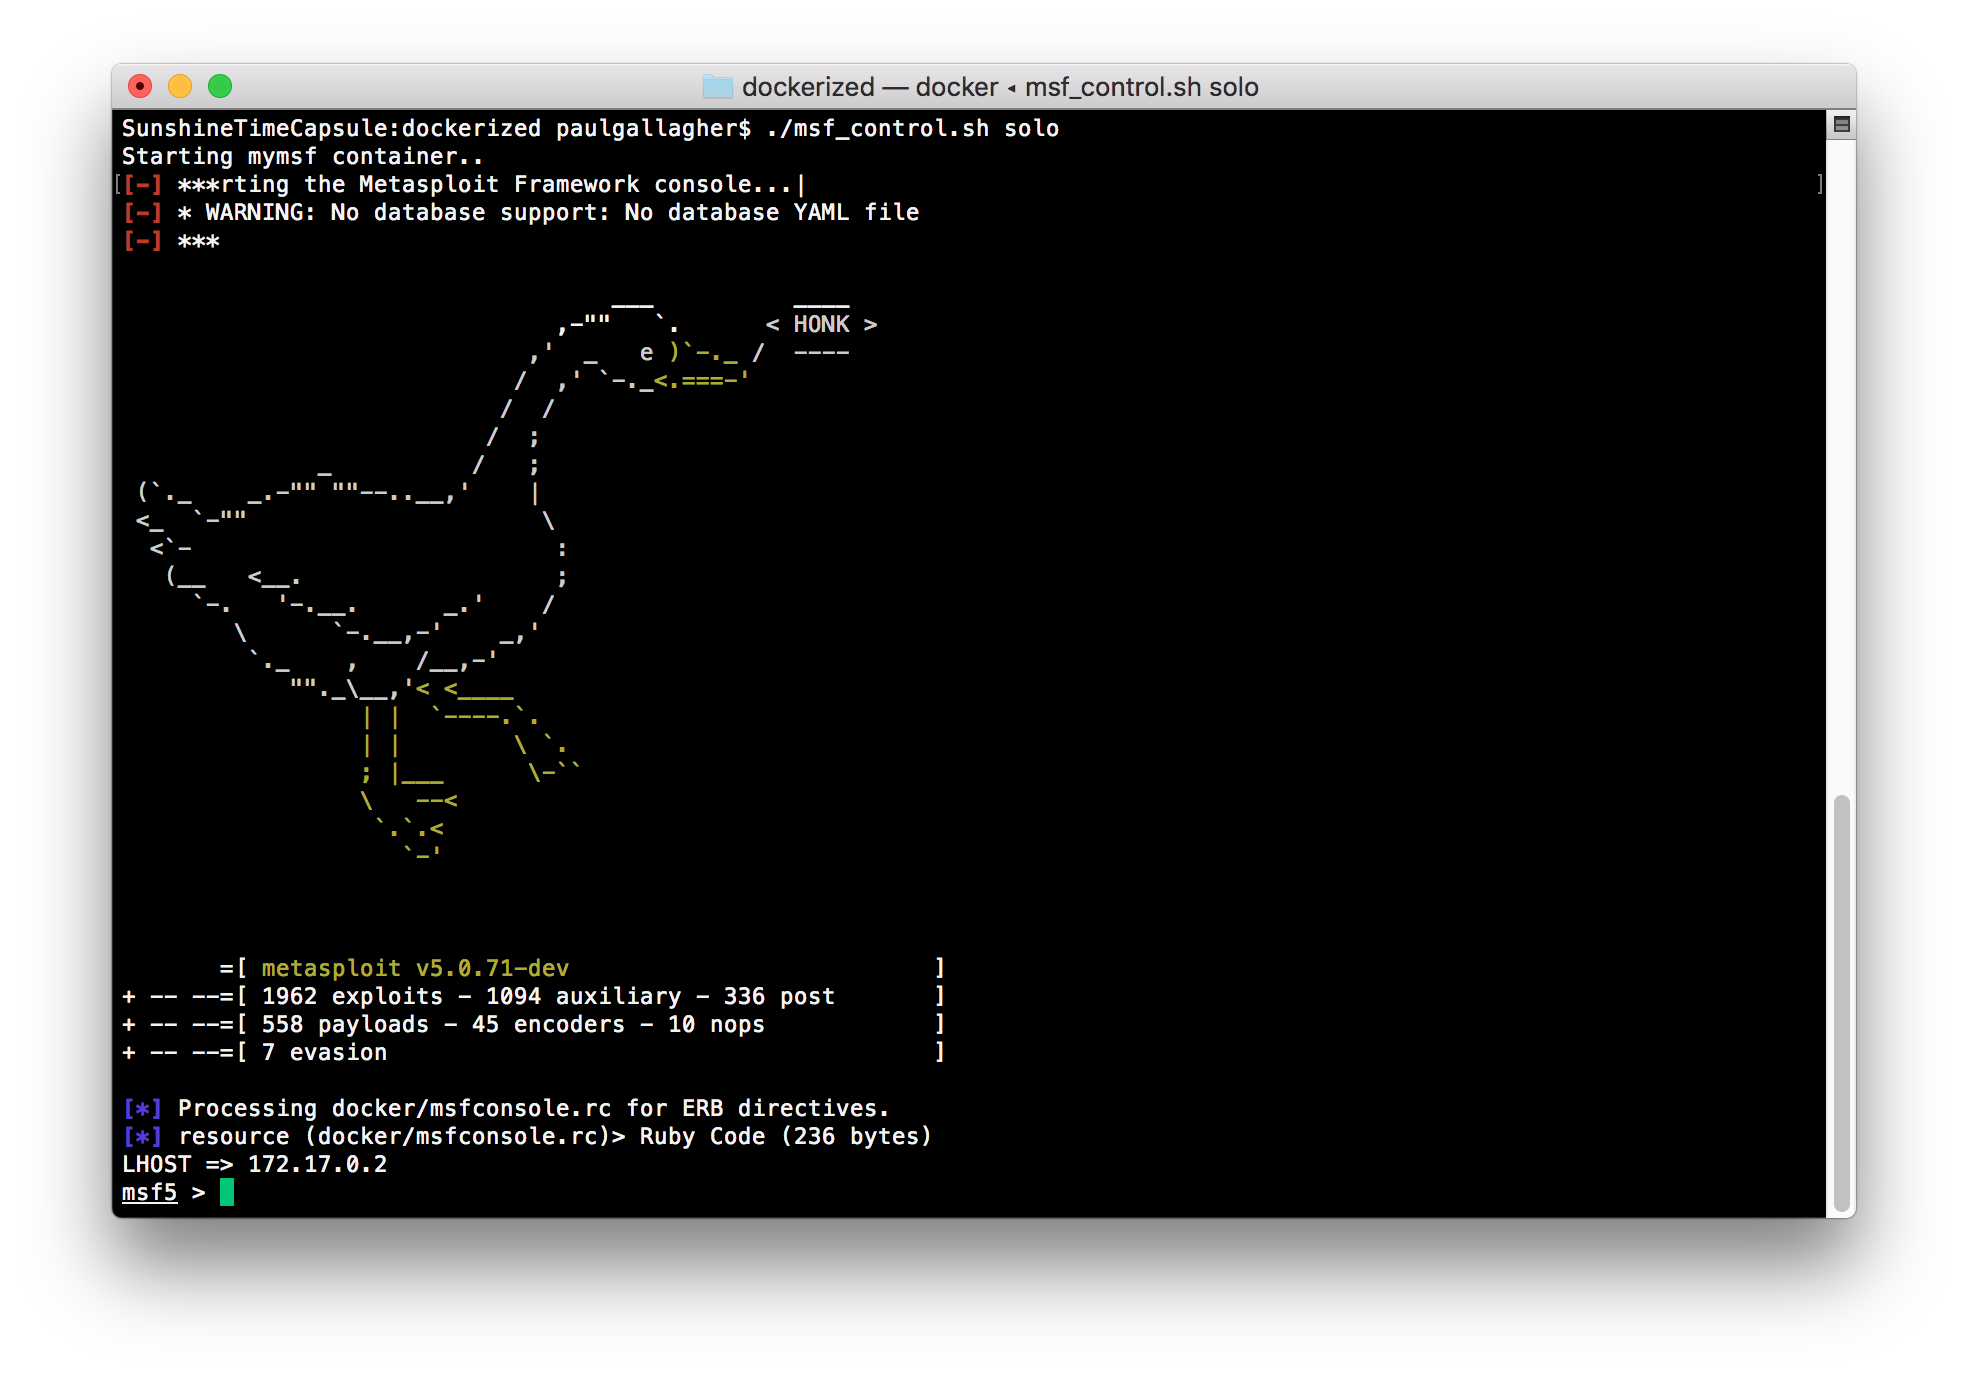 dockerized — docker ◂ msf_control.sh solo
SunshineTimeCapsule:dockerized paulgallagher$ ./msf_control.sh solo
Starting mymsf container..
[-] ***rting the Metasploit Framework console...|
[-] * WARNING: No database support: No database YAML file
[-] ***
< HONK >
=[ metasploit v5.0.71-dev ]
+ -- --=[ 1962 exploits - 1094 auxiliary - 336 post ]
+ -- --=[ 558 payloads - 45 encoders - 10 nops ]
+ -- --=[ 7 evasion ]
[*] Processing docker/msfconsole.rc for ERB directives.
[*] resource (docker/msfconsole.rc)> Ruby Code (236 bytes)
LHOST => 172.17.0.2
msf5 >